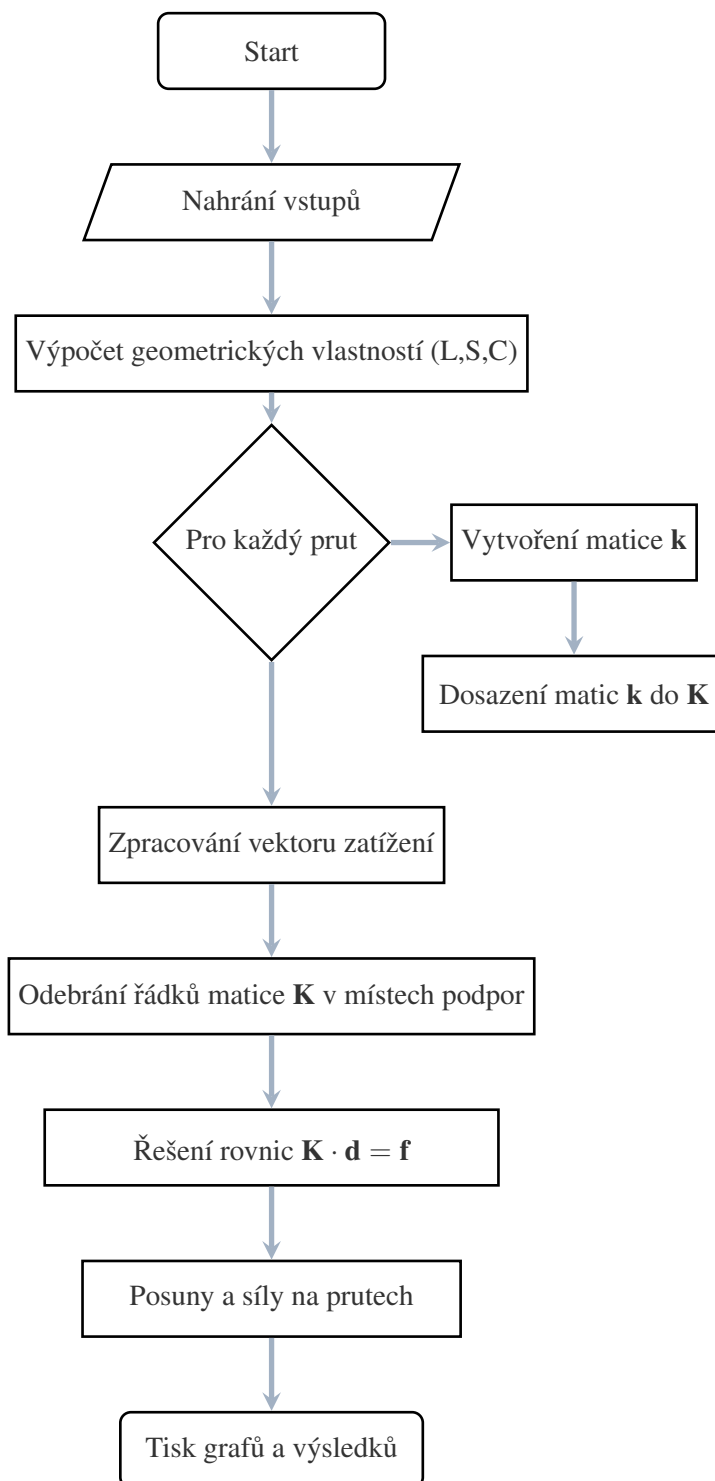 Start
Nahrání vstupů
Výpočet geometrických vlastností (L,S,C)
Pro každý prut
Vytvoření matice k
Dosazení matic k do K
Zpracování vektoru zatížení
Odebrání řádků matice K v místech podpor
Řešení rovnic K · d = f
Posuny a síly na prutech
Tisk grafů a výsledků